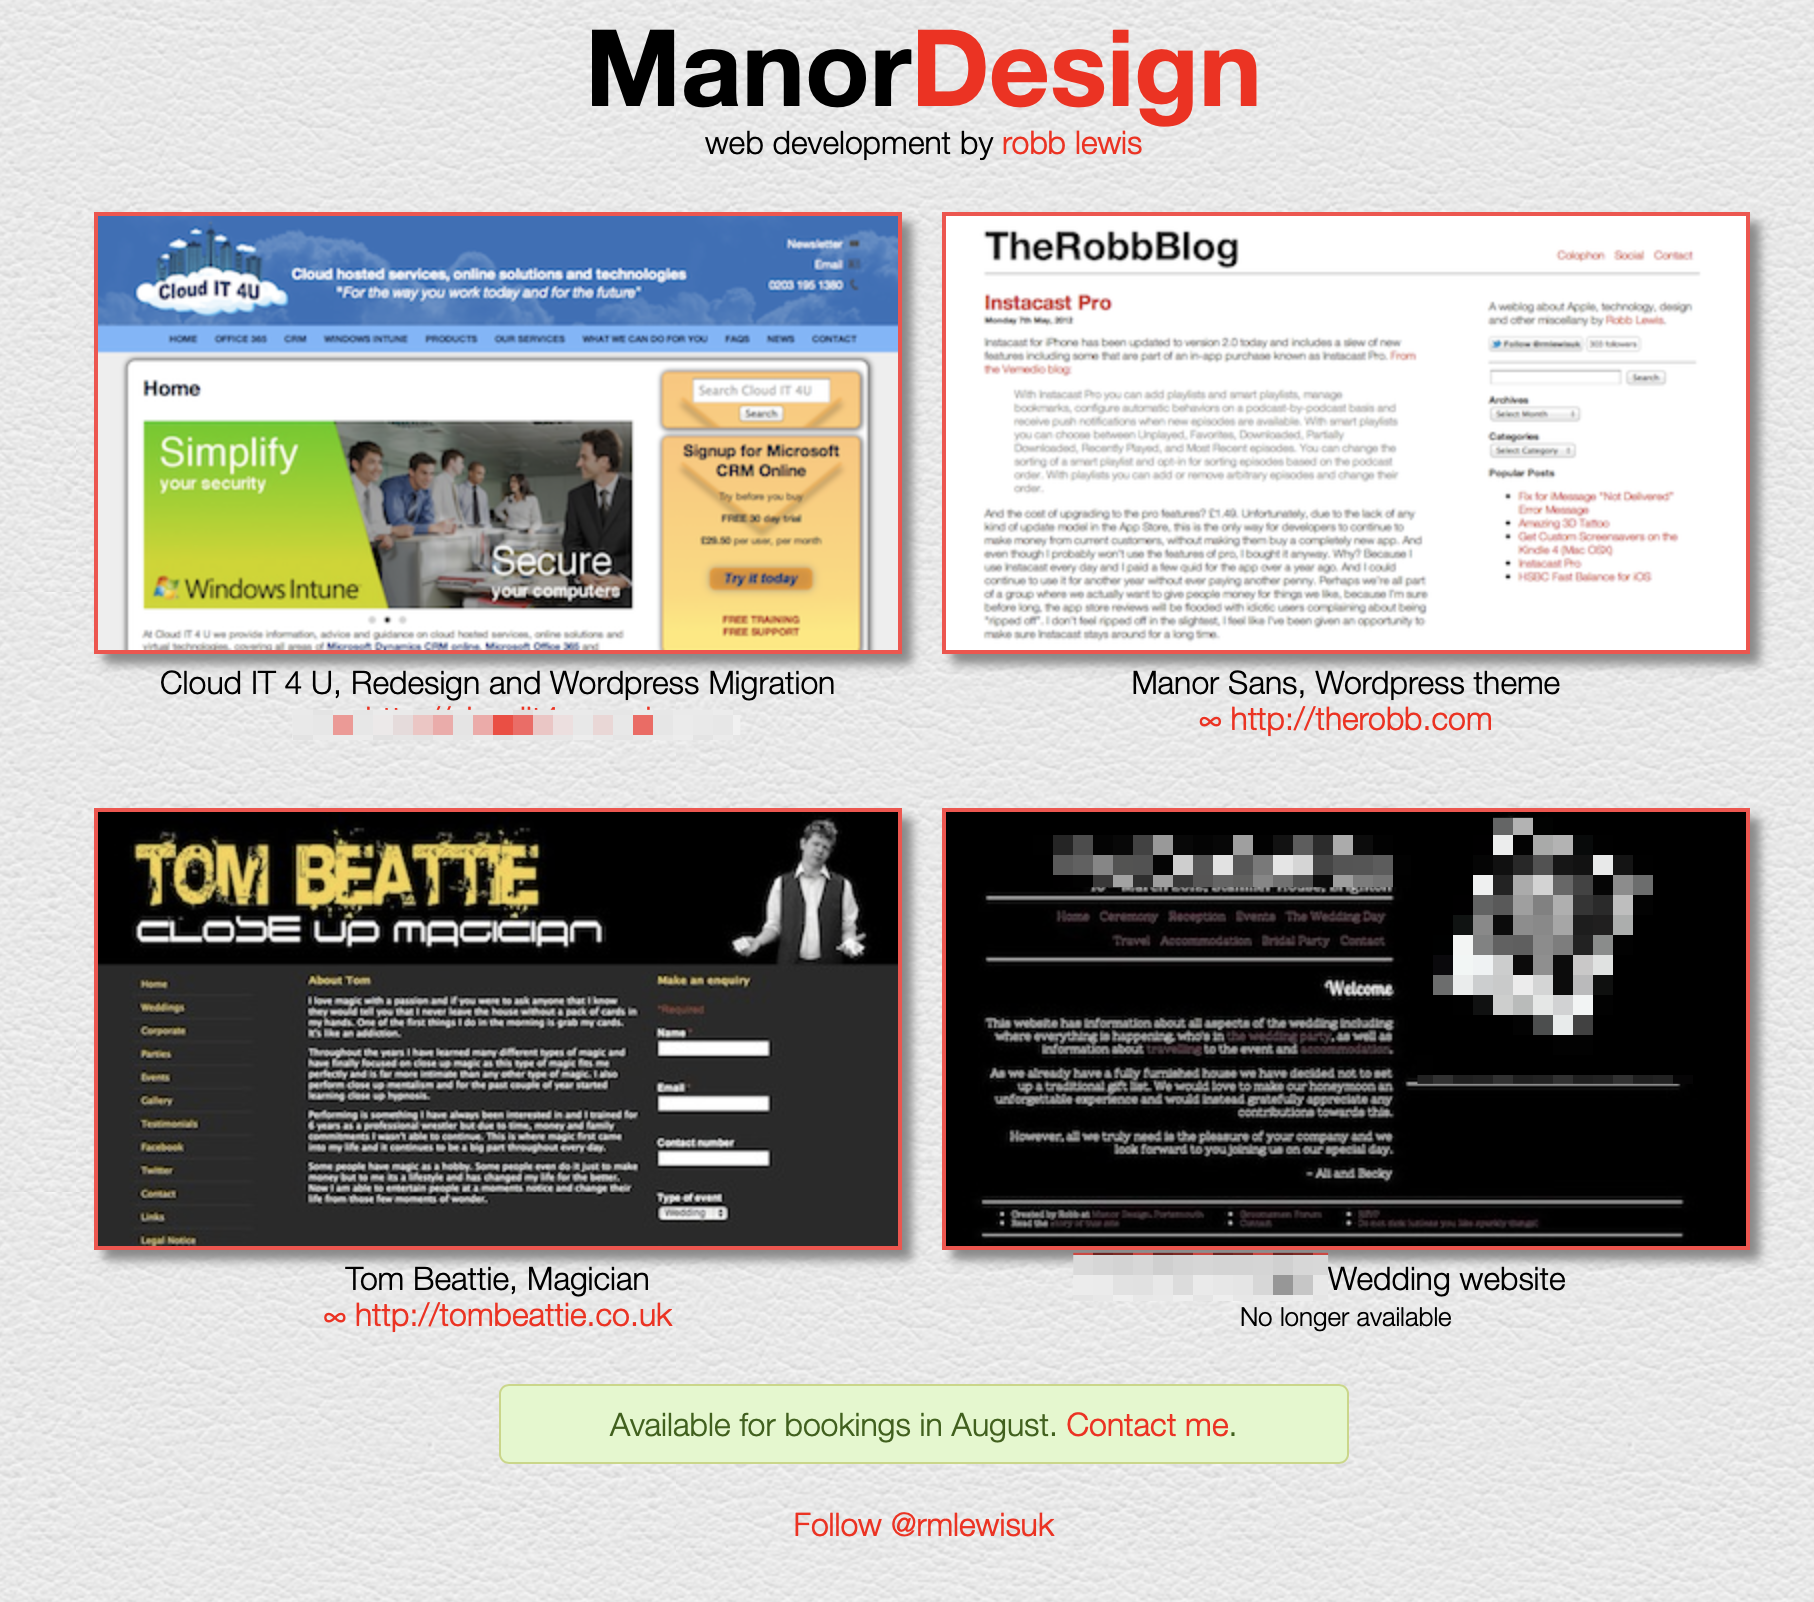 ManorDesign
web development by robb lewis
Cloud IT 4U
Cloud hosted services, online solutions and technologies
"For the way you work today and for the future"
Newsletter
Email
0203 195 1380
HOME OFFICE 365 CRM WINDOWS INTUNE PRODUCTS OUR SERVICES WHAT WE CAN DO FOR YOU FAQS NEWS CONTACT
Home
Simplify
your security
Windows Intune
Secure
your computers
At Cloud IT 4 U we provide information, advice and guidance on cloud hosted services, online solutions and
virtual technologies, covering all areas of Microsoft Dynamics CRM online, Microsoft Office 365 and
Search Cloud IT 4U
Search
Signup for Microsoft
CRM Online
Try before you buy
FREE 30 day trial
£29.50 per user, per month
Try it today
FREE TRAINING
FREE SUPPORT
Cloud IT 4 U, Redesign and Wordpress Migration
TheRobbBlog
Colophon Social Contact
Instacast Pro
Monday 7th May, 2012
Instacast for iPhone has been updated to version 2.0 today and includes a slew of new
features including some that are part of an in-app purchase known as Instacast Pro. From
the Vemedio blog:
With Instacast Pro you can add playlists and smart playlists, manage
bookmarks, configure automatic behaviors on a podcast-by-podcast basis and
receive push notifications when new episodes are available. With smart playlists
you can choose between Unplayed, Favorites, Downloaded, Partially
Downloaded, Recently Played, and Most Recent episodes. You can change the
sorting of a smart playlist and opt-in for sorting episodes based on the podcast
order. With playlists you can add or remove arbitrary episodes and change their
order.
And the cost of upgrading to the pro features? £1.49. Unfortunately, due to the lack of any
kind of update model in the App Store, this is the only way for developers to continue to
make money from current customers, without making them buy a completely new app. And
even though I probably won't use the features of pro, I bought it anyway. Why? Because I
use Instacast every day and I paid a few quid for the app over a year ago. And I could
continue to use it for another year without ever paying another penny. Perhaps we're all part
of a group where we actually want to give people money for things we like, because I'm sure
before long, the app store reviews will be flooded with idiotic users complaining about being
"ripped off". I don't feel ripped off in the slightest, I feel like I've been given an opportunity to
make sure Instacast stays around for a long time.
A weblog about Apple, technology, design
and other miscellany by Robb Lewis.
Follow @rmlewisuk 303 followers
Search
Archives
Select Month
Categories
Select Category
Popular Posts
Fix for iMessage "Not Delivered"
Error Message
Amazing 3D Tattoo
Get Custom Screensavers on the
Kindle 4 (Mac OSX)
Instacast Pro
HSBC Fast Balance for iOS
Manor Sans, Wordpress theme
∞ http://therobb.com
TOM BEATTIE
CLOSE UP MAGICIAN
Home
Weddings
Corporate
Parties
Events
Gallery
Testimonials
Facebook
Twitter
Contact
Links
Legal Notice
About Tom
I love magic with a passion and if you were to ask anyone that I know
they would tell you that I never leave the house without a pack of cards in
my hands. One of the first things I do in the morning is grab my cards.
It's like an addiction.
Throughout the years I have learned many different types of magic and
have finally focused on close up magic as this type of magic fits me
perfectly and is far more intimate than any other type of magic. I also
perform close up mentalism and for the past couple of year started
learning close up hypnosis.
Performing is something I have always been interested in and I trained for
6 years as a professional wrestler but due to time, money and family
commitments I wasn't able to continue. This is where magic first came
into my life and it continues to be a big part throughout every day.
Some people have magic as a hobby. Some people even do it just to make
money but to me its a lifestyle and has changed my life for the better.
Now I am able to entertain people at a moments notice and change their
life from those few moments of wonder.
Make an enquiry
*Required
Name *
Email *
Contact number
Type of event
Wedding
Tom Beattie, Magician
∞ http://tombeattie.co.uk
Home Ceremony Reception Events The Wedding Day
Travel Accommodation Bridal Party Contact
Welcome
This website has information about all aspects of the wedding including
where everything is happening, who's in the wedding party, as well as
information about travelling to the event and accommodation.
As we already have a fully furnished house we have decided not to set
up a traditional gift list. We would love to make our honeymoon an
unforgettable experience and would instead gratefully appreciate any
contributions towards this.
However, all we truly need is the pleasure of your company and we
look forward to you joining us on our special day.
~ Ali and Becky
Created by Robb at Manor Design, Portsmouth
Read the story of this site
Groomsmen Forum
Contact
RSVP
Do not click (unless you like sparkly things!)
Wedding website
No longer available
Available for bookings in August. Contact me.
Follow @rmlewisuk